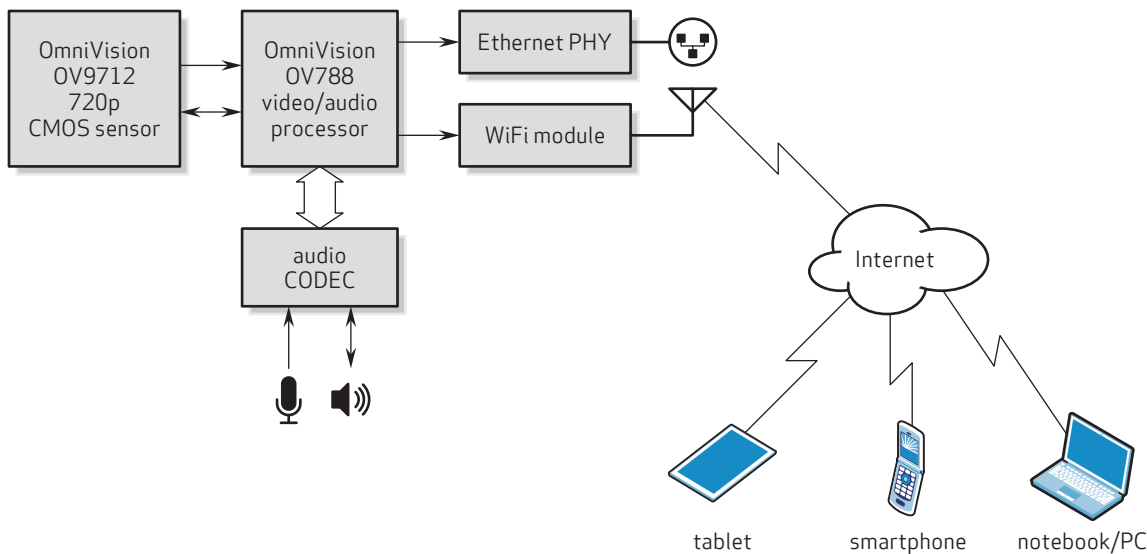 OmniVision
OV9712
720p
CMOS sensor
OmniVision
OV788
video/audio
processor
Ethernet PHY
WiFi module
audio
CODEC
Internet
tablet
smartphone
notebook/PC